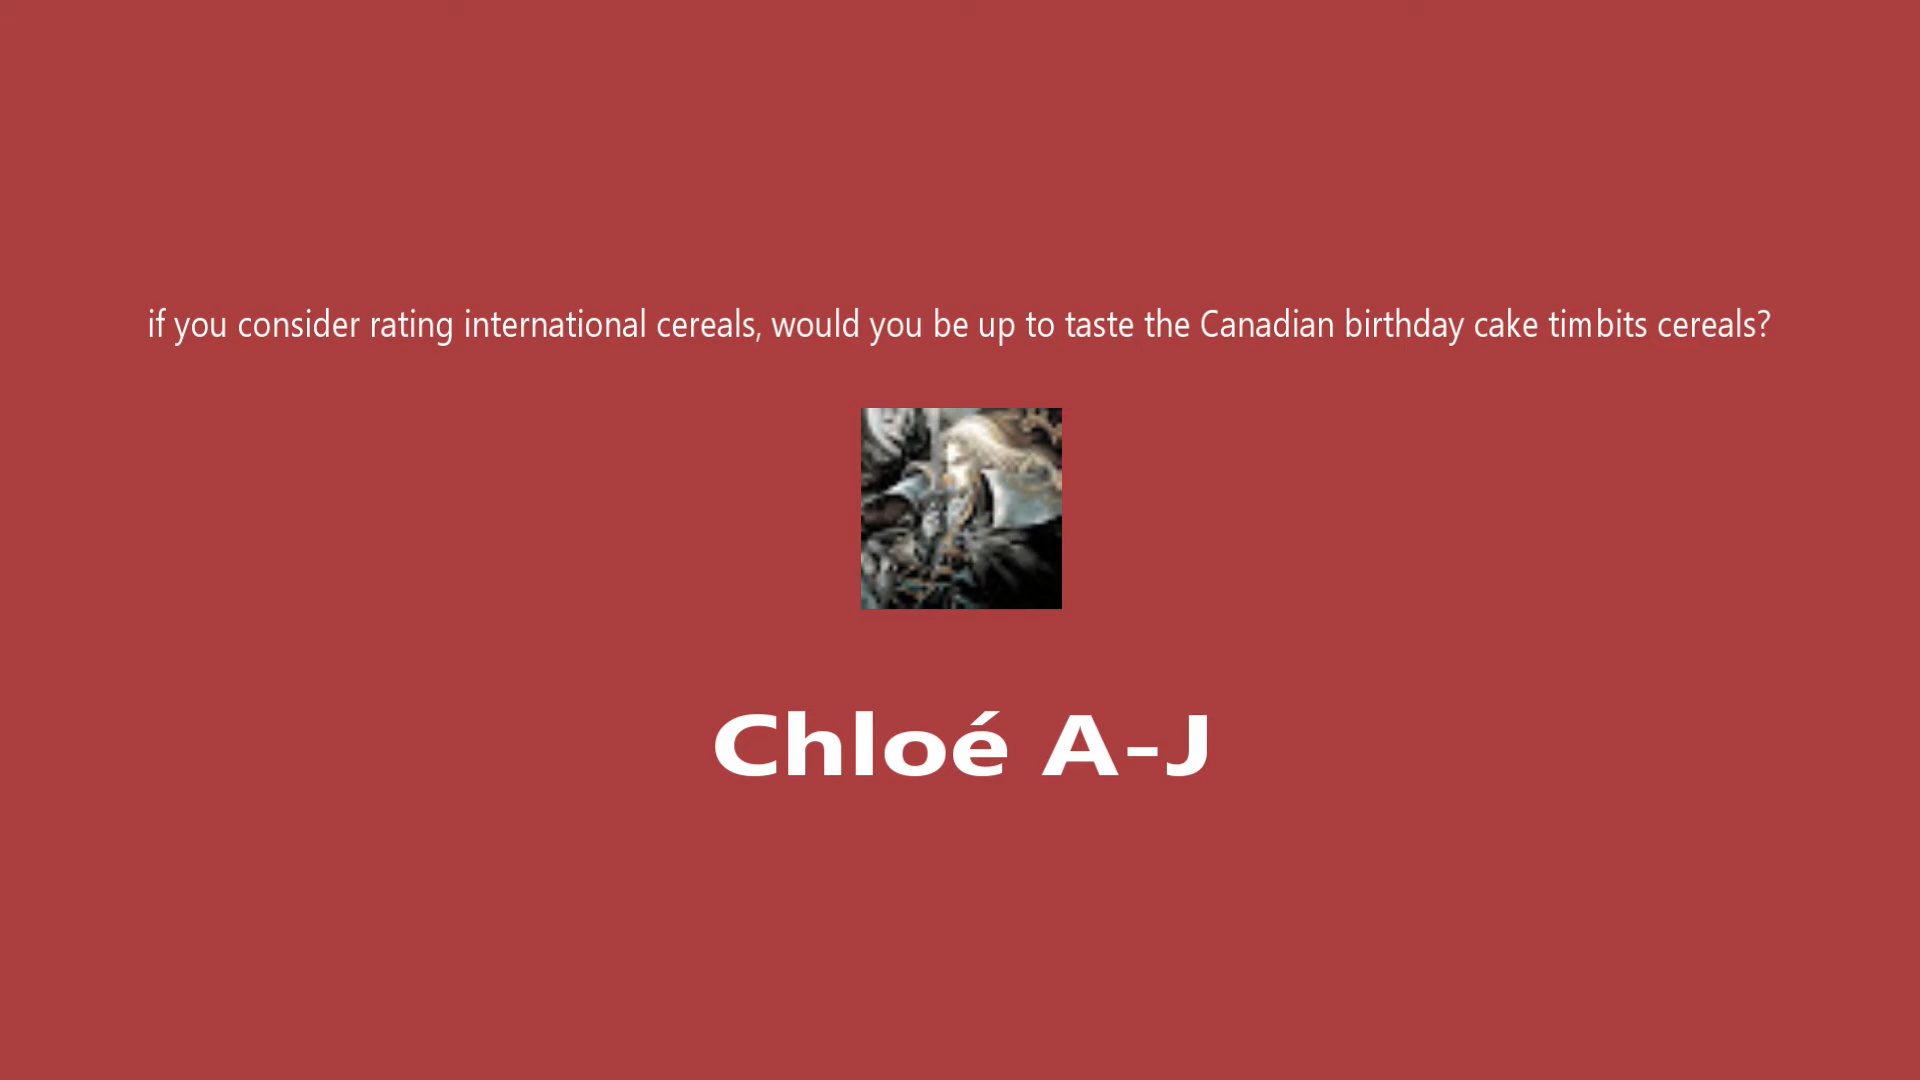 if you consider rating international cereals, would you be up to taste the Canadian birthday cake timbits cereals?
Chloé A-J